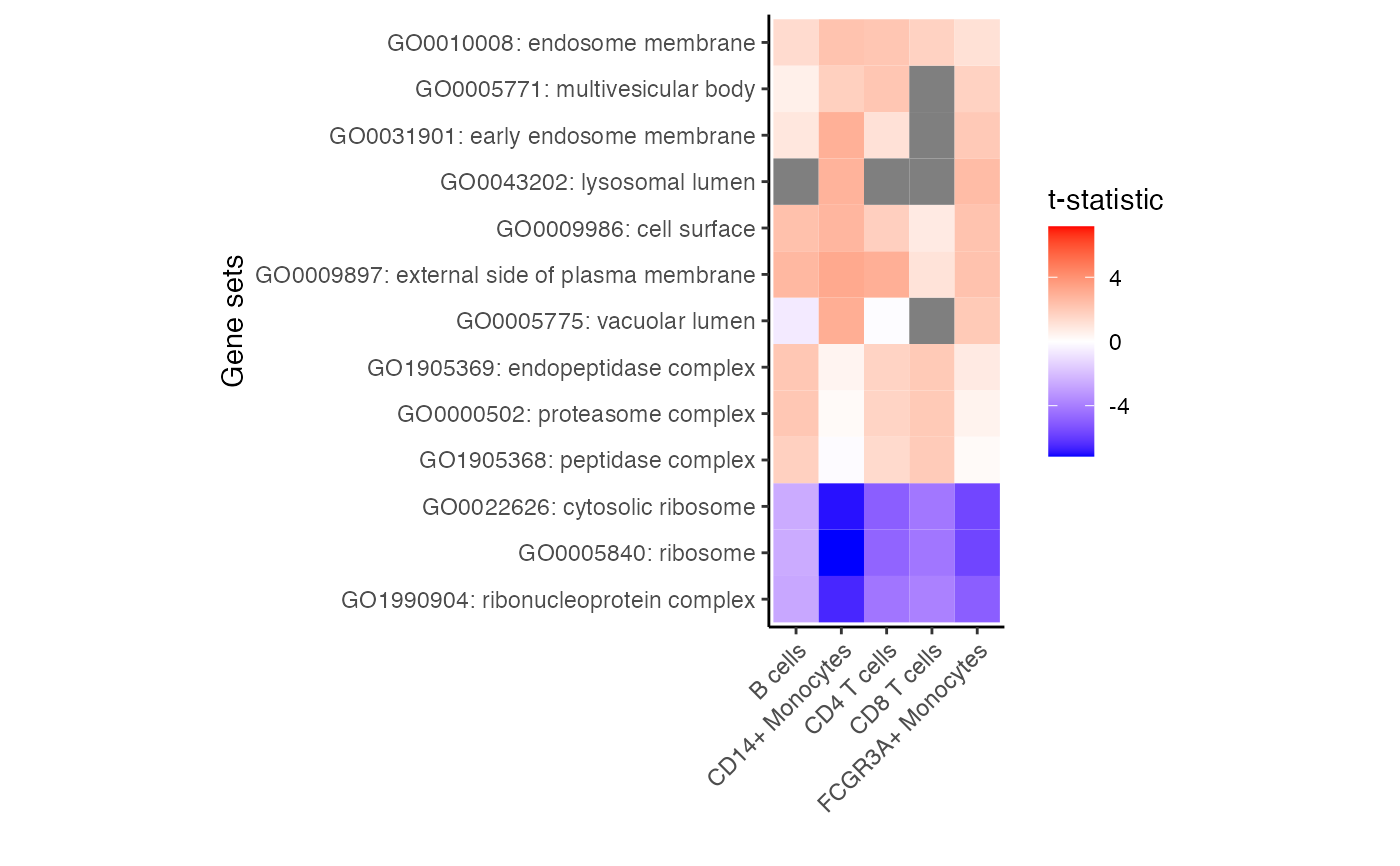 GO0010008: endosome membrane
GO0005771: multivesicular body
GO0031901: early endosome membrane
GO0043202: lysosomal lumen
GO0009986: cell surface
GO0009897: external side of plasma membrane
GO0005775: vacuolar lumen
GO1905369: endopeptidase complex
GO0000502: proteasome complex
GO1905368: peptidase complex
GO0022626: cytosolic ribosome
GO0005840: ribosome
GO1990904: ribonucleoprotein complex
Gene sets
B cells
CD14+ Monocytes
CD4 T cells
CD8 T cells
FCGR3A+ Monocytes
t-statistic
4
0
-4